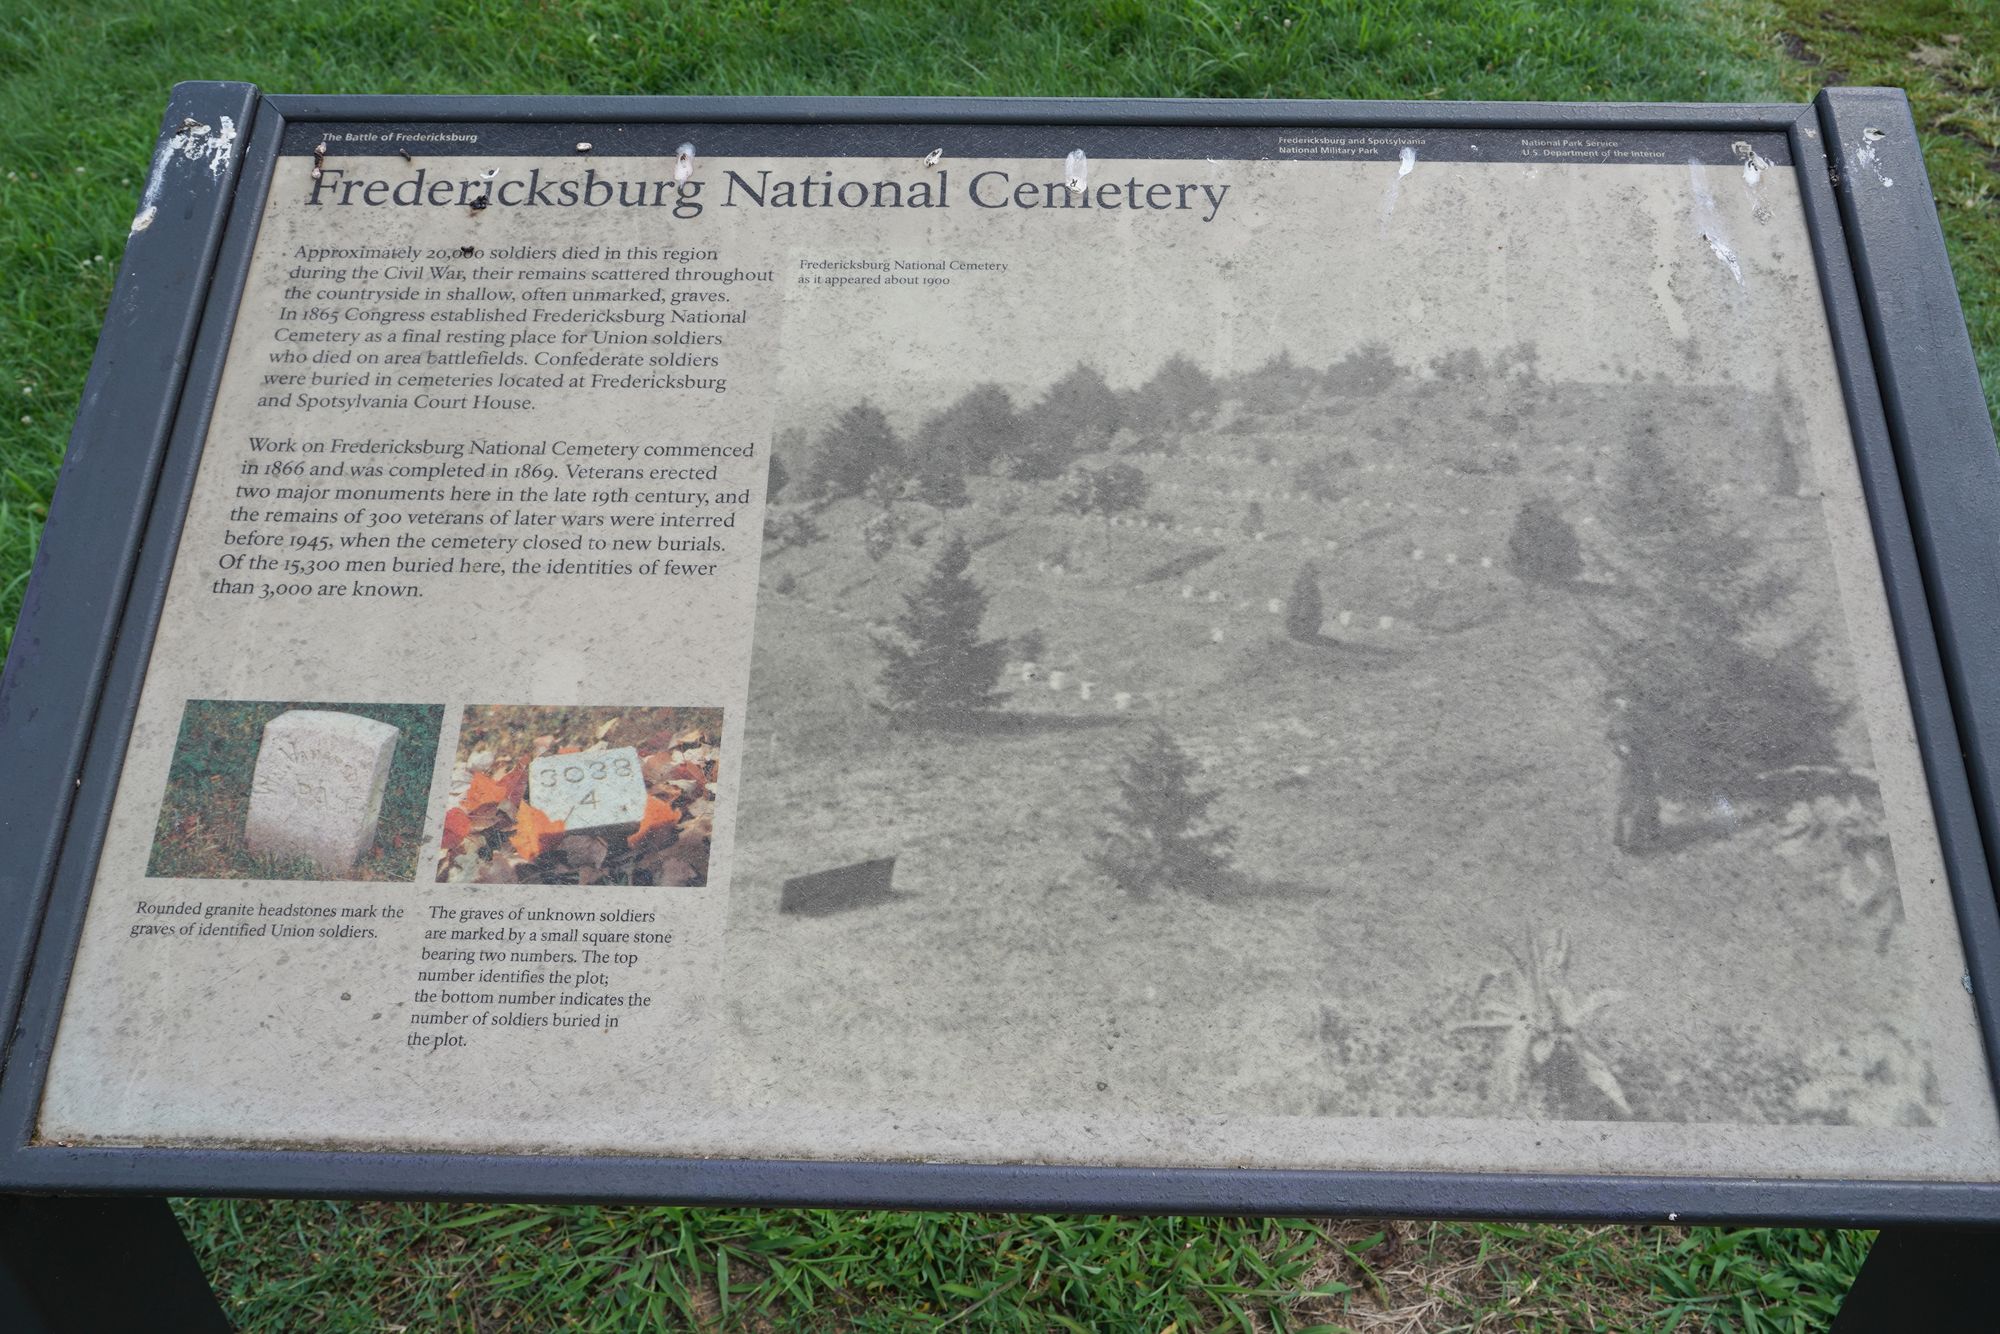 The Battle of Fredericksburg
Fredericksburg and Spotsylvania
National Military Park
National Park Service
U.S. Department of the Interior
Fredericksburg National Cemetery
Approximately 20,000 soldiers died in this region
during the Civil War, their remains scattered throughout
the countryside in shallow, often unmarked, graves.
In 1865 Congress established Fredericksburg National
Cemetery as a final resting place for Union soldiers
who died on area battlefields. Confederate soldiers
were buried in cemeteries located at Fredericksburg
and Spotsylvania Court House.
Work on Fredericksburg National Cemetery commenced
in 1866 and was completed in 1869. Veterans erected
two major monuments here in the late 19th century, and
the remains of 300 veterans of later wars were interred
before 1945, when the cemetery closed to new burials.
Of the 15,300 men buried here, the identities of fewer
than 3,000 are known.
Fredericksburg National Cemetery
as it appeared about 1900
3038
4
Rounded granite headstones mark the
graves of identified Union soldiers.
The graves of unknown soldiers
are marked by a small square stone
bearing two numbers. The top
number identifies the plot;
the bottom number indicates the
number of soldiers buried in
the plot.